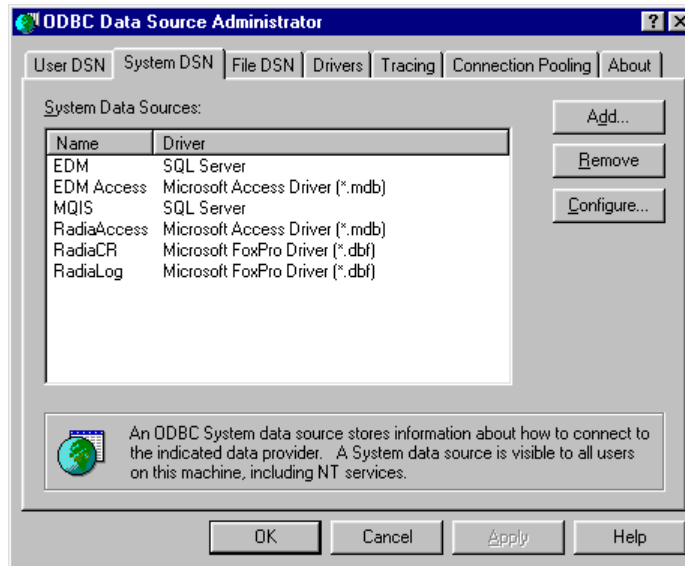 ODBC Data Source Administrator
User DSN System DSN File DSN Drivers Tracing Connection Pooling About
System Data Sources:
Name Driver
EDM SQL Server
EDM Access Microsoft Access Driver (*.mdb)
MQIS SQL Server
RadiaAccess Microsoft Access Driver (*.mdb)
RadiaCR Microsoft FoxPro Driver (*.dbf)
RadiaLog Microsoft FoxPro Driver (*.dbf)
Add...
Remove
Configure...
An ODBC System data source stores information about how to connect to
the indicated data provider. A System data source is visible to all users
on this machine, including NT services.
OK Cancel Apply Help